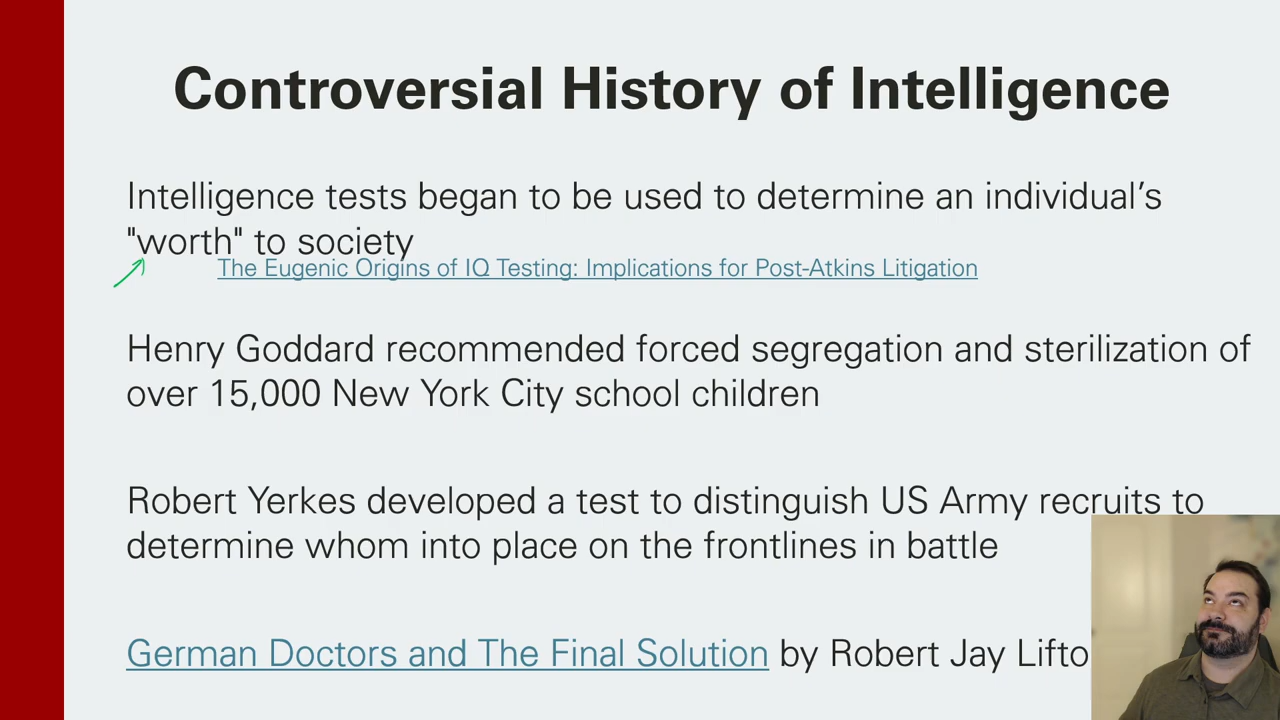 Controversial History of Intelligence
Intelligence tests began to be used to determine an individual’s
"worth" to society
The Eugenic Origins of IQ Testing: Implications for Post-Atkins Litigation
Henry Goddard recommended forced segregation and sterilization of
over 15,000 New York City school children
Robert Yerkes developed a test to distinguish US Army recruits to
determine whom into place on the frontlines in battle
German Doctors and The Final Solution by Robert Jay Lifto